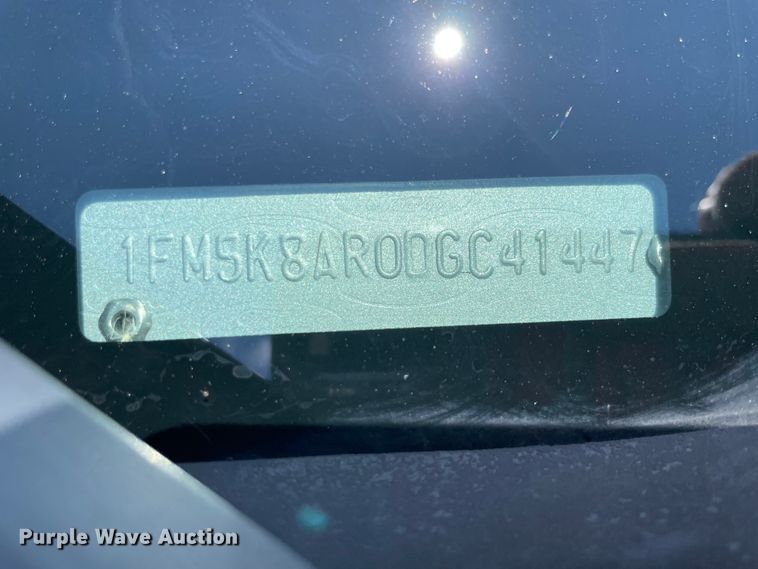 1FM5K8AR0DGC41447
Purple Wave Auction